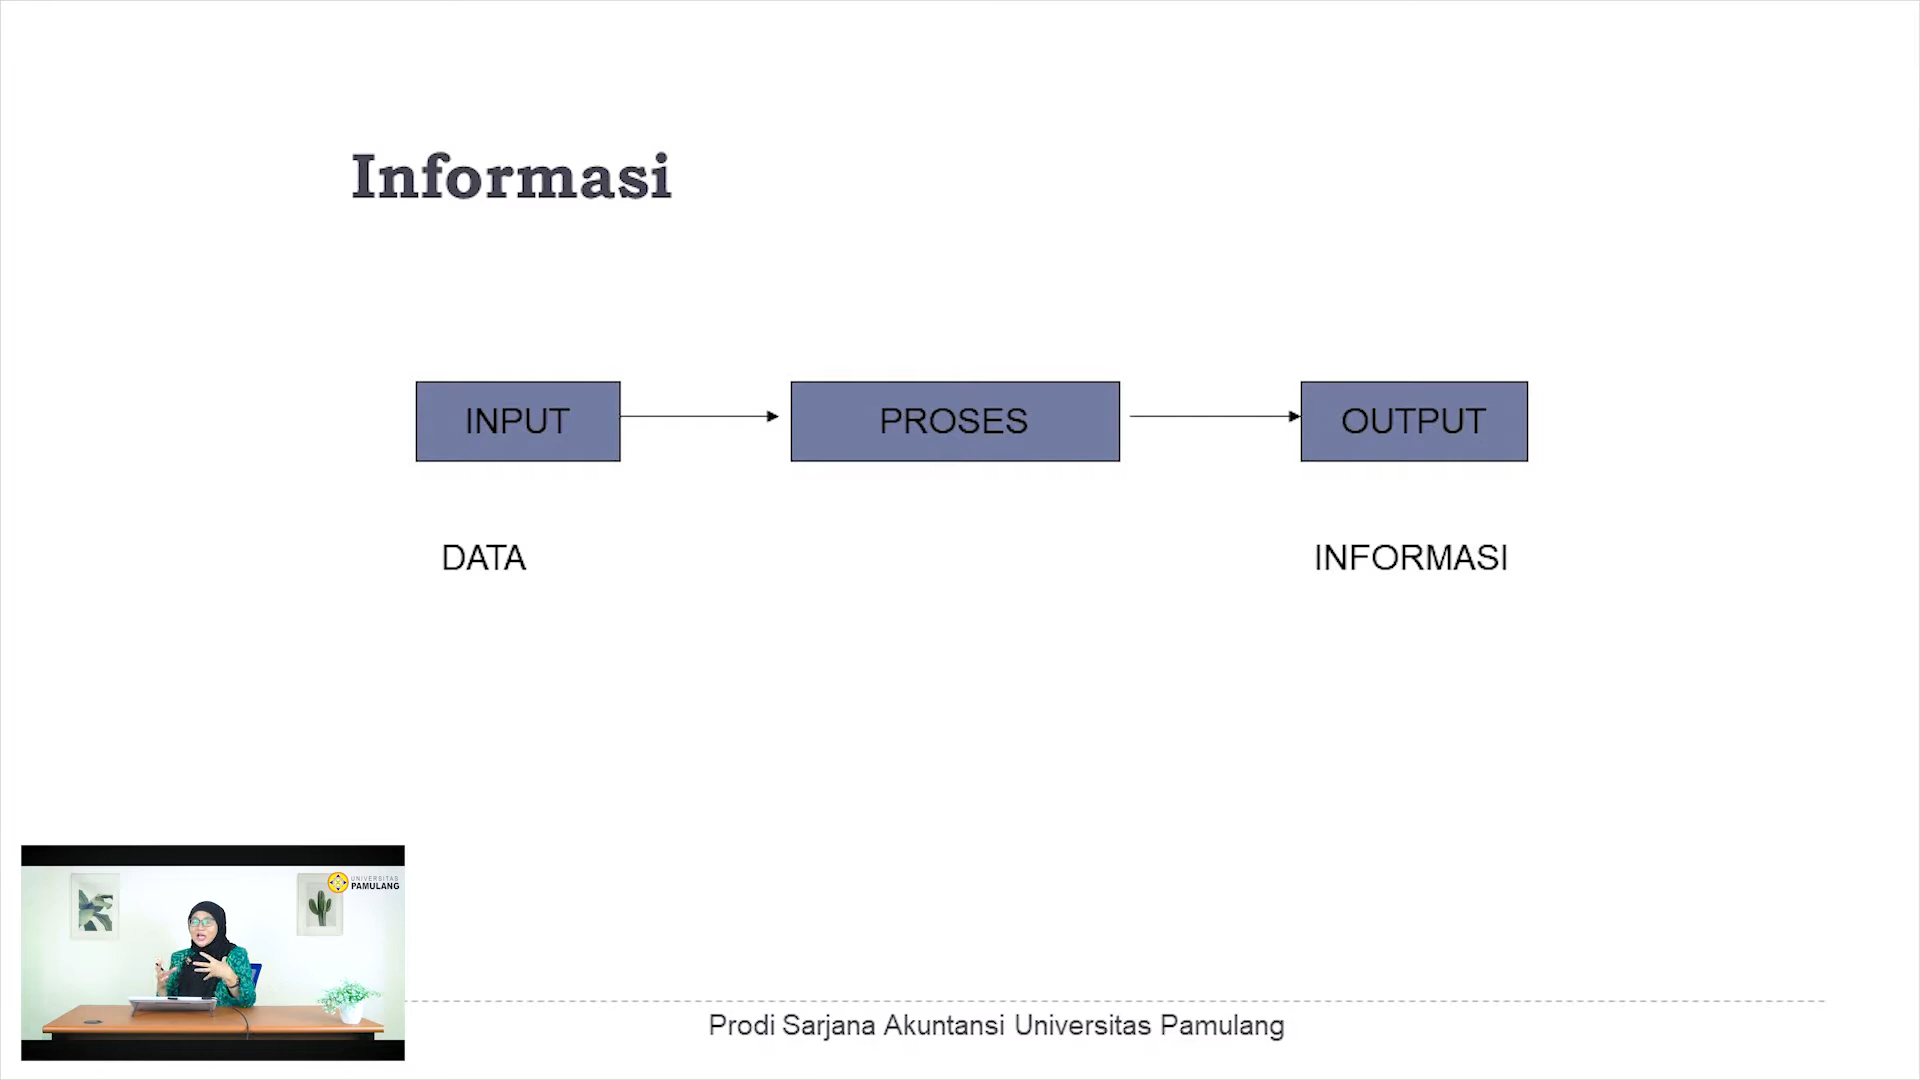 Informasi
INPUT
PROSES
OUTPUT
DATA
INFORMASI
UNIVERSITAS
PAMULANG
Prodi Sarjana Akuntansi Universitas Pamulang